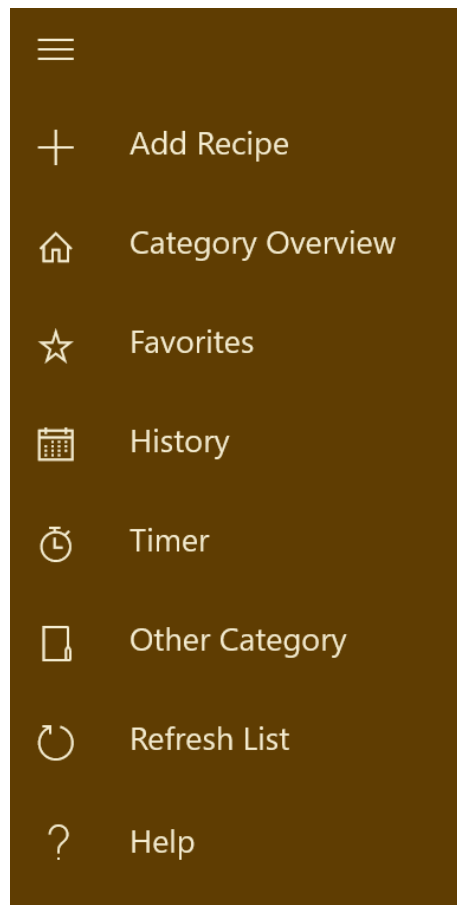 Add Recipe
Category Overview
Favorites
History
Timer
Other Category
Refresh List
Help